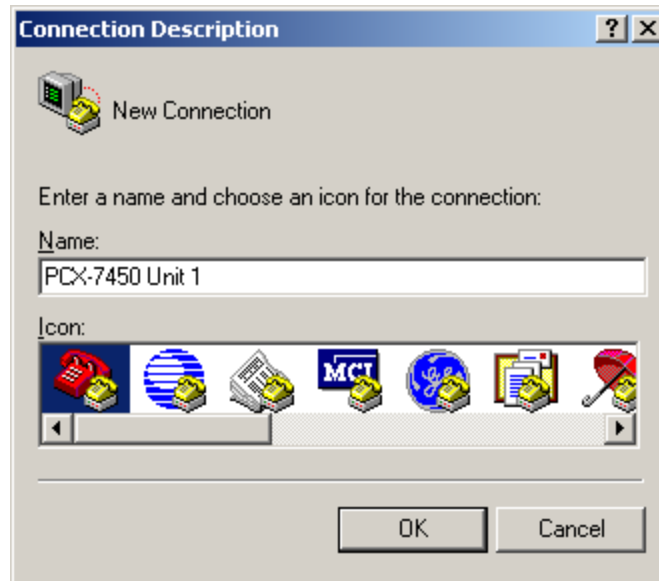 Connection Description
New Connection
Enter a name and choose an icon for the connection:
Name:
PCX-7450 Unit 1
Icon:
MCI
OK Cancel